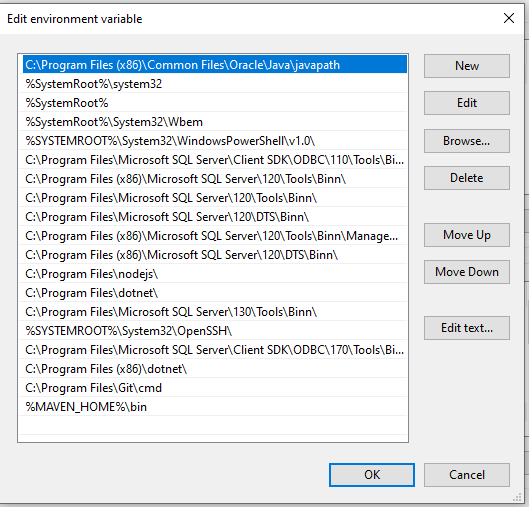 Edit environment variable
C:\Program Files (x86)\Common Files\Oracle\Java\javapath
%SystemRoot%\system32
%SystemRoot%
%SystemRoot%\System32\Wbem
%SYSTEMROOT%\System32\WindowsPowerShell\v1.0\
C:\Program Files\Microsoft SQL Server\Client SDK\ODBC\110\Tools\Bi...
C:\Program Files (x86)\Microsoft SQL Server\120\Tools\Binn\
C:\Program Files\Microsoft SQL Server\120\Tools\Binn\
C:\Program Files\Microsoft SQL Server\120\DTS\Binn\
C:\Program Files (x86)\Microsoft SQL Server\120\Tools\Binn\Manage...
C:\Program Files (x86)\Microsoft SQL Server\120\DTS\Binn\
C:\Program Files\nodejs\
C:\Program Files\dotnet\
C:\Program Files\Microsoft SQL Server\130\Tools\Binn\
%SYSTEMROOT%\System32\OpenSSH\
C:\Program Files\Microsoft SQL Server\Client SDK\ODBC\170\Tools\Bi...
C:\Program Files (x86)\dotnet\
C:\Program Files\Git\cmd
%MAVEN_HOME%\bin
New
Edit
Browse...
Delete
Move Up
Move Down
Edit text...
OK
Cancel